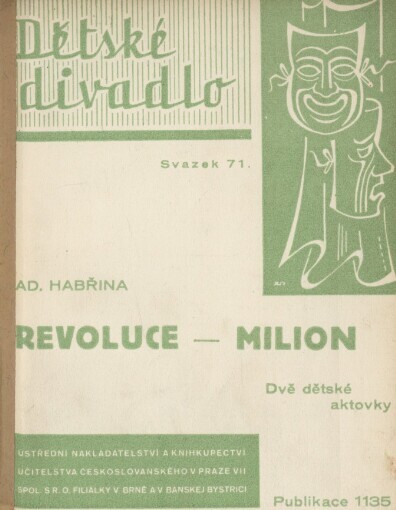 Dětské
divadlo
Svazek 71.
AD. HABŘINA
REVOLUCE — MILION
Dvě dětské
aktovky
ÚSTŘEDNÍ NAKLADATELSTVÍ A KNIHKUPECTVÍ
UČITELSTVA ČESKOSLOVANSKÉHO V PRAZE VII
SPOL. S R. O. FILIÁLKY V BRNĚ A V BANSKEJ BYSTRICI
Publikace 1135